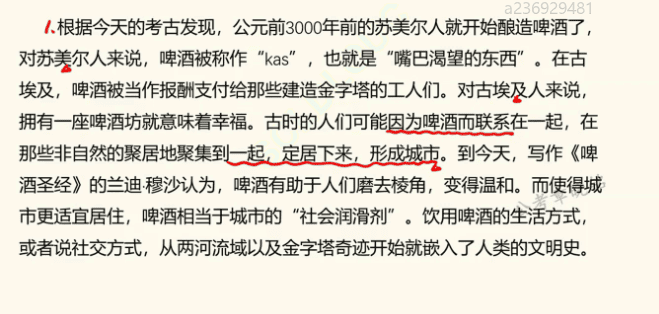 a236929481
1.根据今天的考古发现，公元前3000年前的苏美尔人就开始酿造啤酒了，
对苏美尔人来说，啤酒被称作“kas”，也就是“嘴巴渴望的东西”。在古
埃及，啤酒被当作报酬支付给那些建造金字塔的工人们。对古埃及人来说，
拥有一座啤酒坊就意味着幸福。古时的人们可能因为啤酒而联系在一起，在
那些非自然的聚居地聚集到一起，定居下来，形成城市。到今天，写作《啤
酒圣经》的兰迪·穆沙认为，啤酒有助于人们磨去棱角，变得温和。而使得城
市更适宜居住，啤酒相当于城市的“社会润滑剂”。饮用啤酒的生活方式，
或者说社交方式，从两河流域以及金字塔奇迹开始就嵌入了人类的文明史。